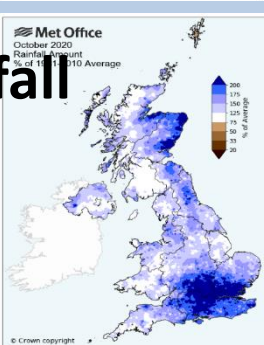 Met Office
October 2020
Rainfall Amount
% of 1981-2010 Average
fall
200
175
150
125
75
50
33
20
% of Average
© Crown copyright